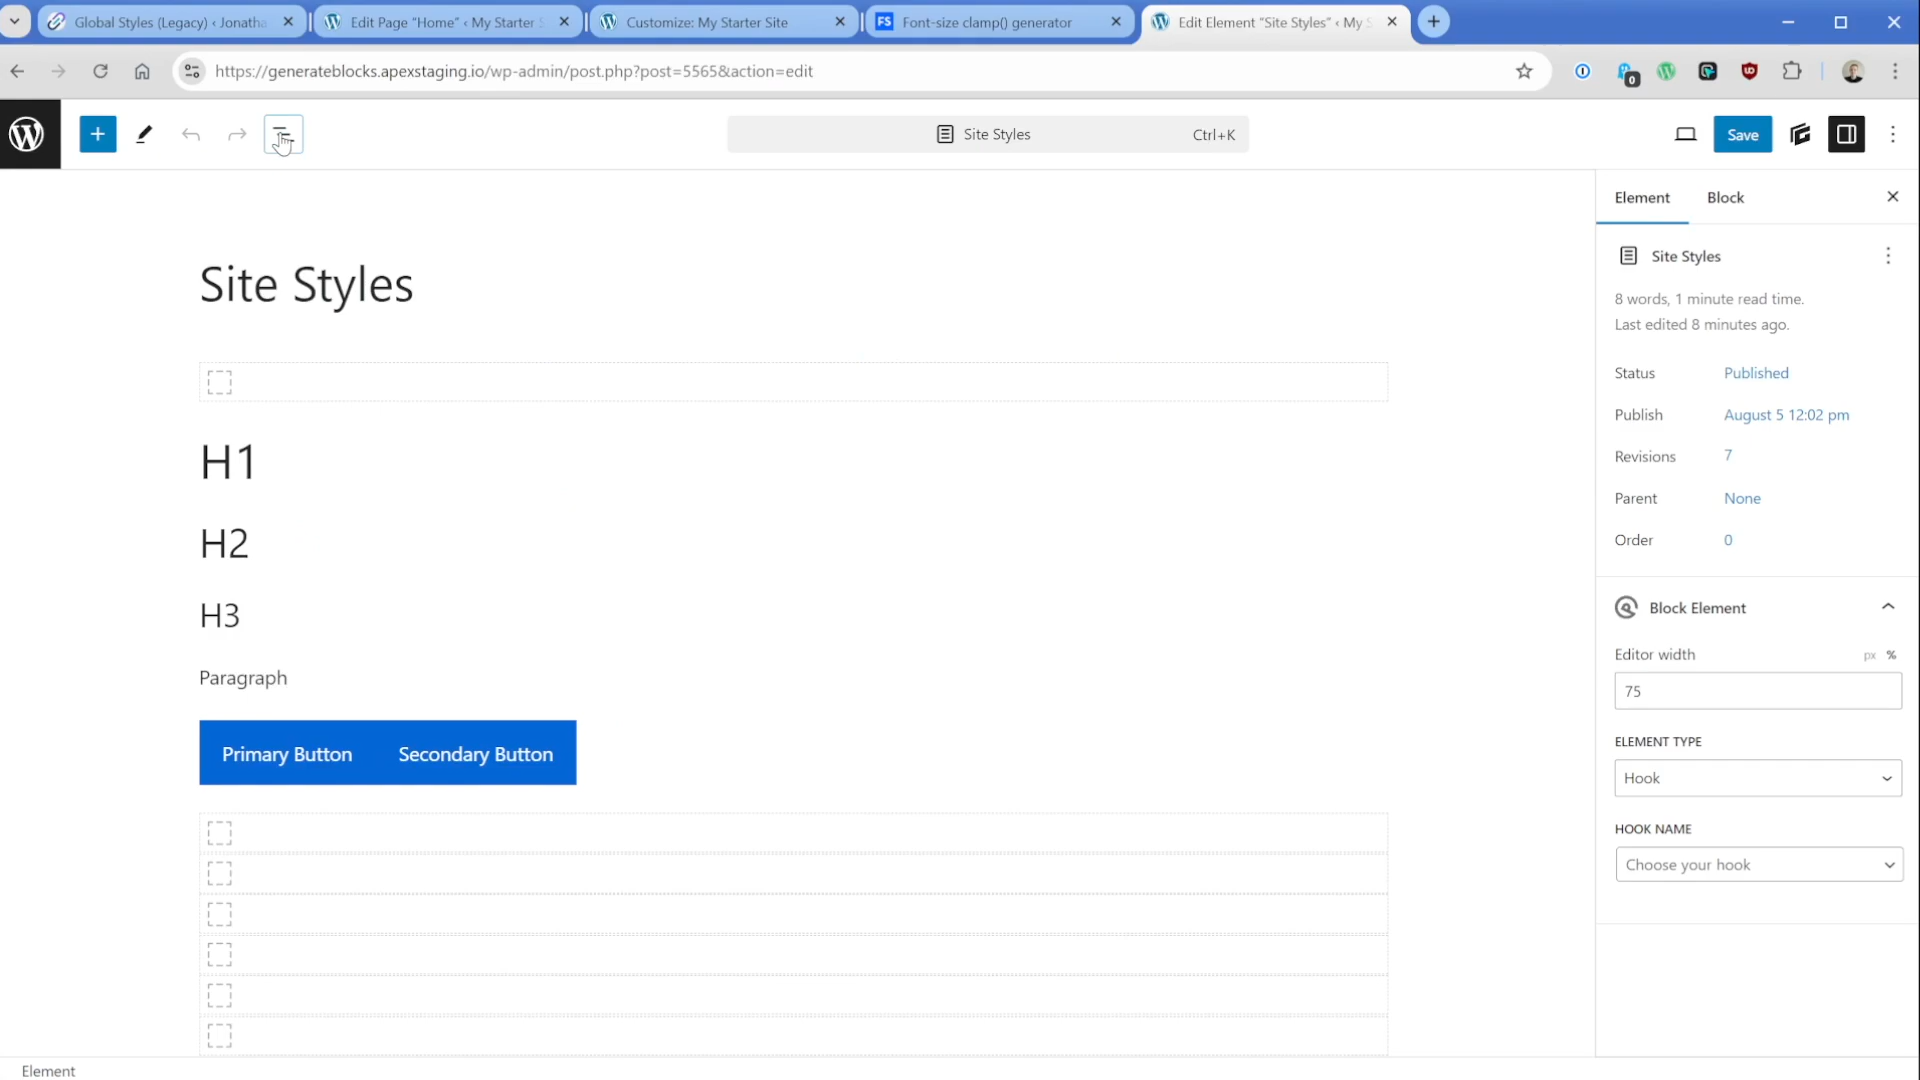 Global Styles (Legacy) ‹ Jonatha
Edit Page “Home” ‹ My Starter S
Customize: My Starter Site
FS
Font-size clamp() generator
Edit Element “Site Styles” ‹ My S
https://generateblocks.apexstaging.io/wp-admin/post.php?post=5565&action=edit
0
Site Styles
Ctrl+K
Save
Element
Block
Site Styles
Site Styles
8 words, 1 minute read time.
Last edited 8 minutes ago.
Status
Published
Publish
August 5 12:02 pm
Revisions
7
Parent
None
Order
0
H1
H2
H3
Paragraph
Primary Button
Secondary Button
Block Element
Editor width
px
%
75
ELEMENT TYPE
Hook
HOOK NAME
Choose your hook
Element